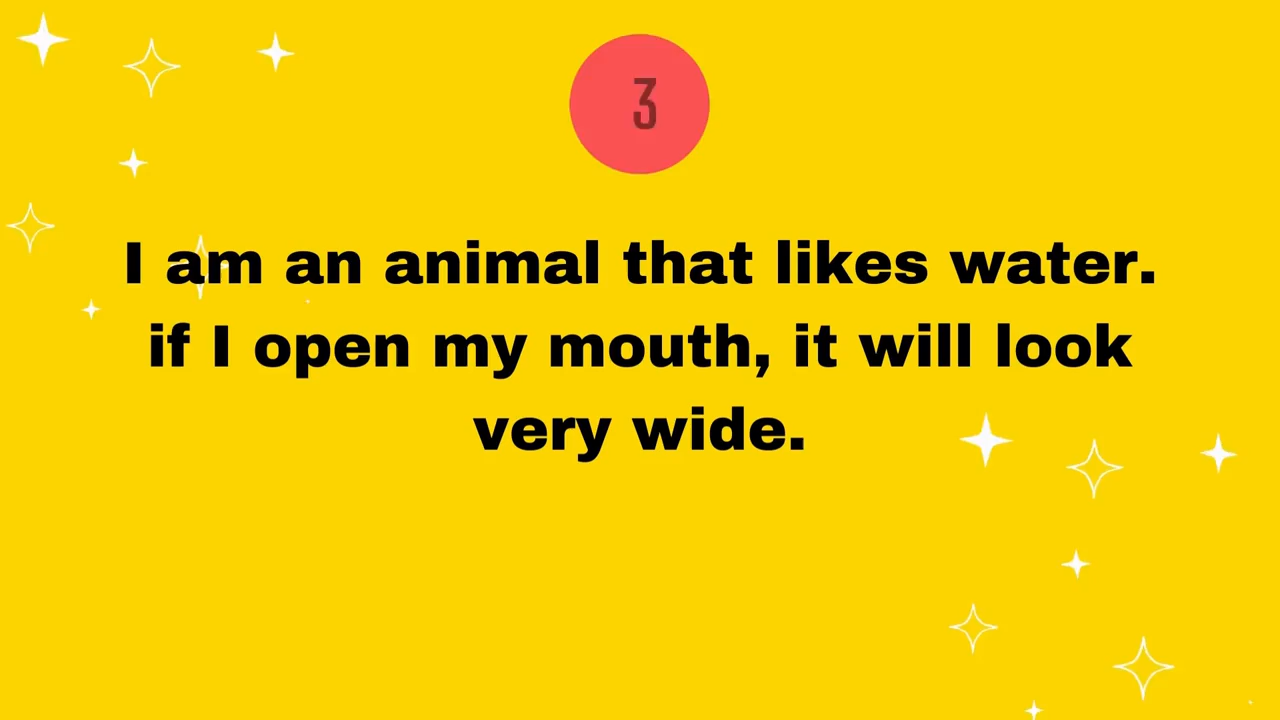 3
I am an animal that likes water.
if I open my mouth, it will look
very wide.